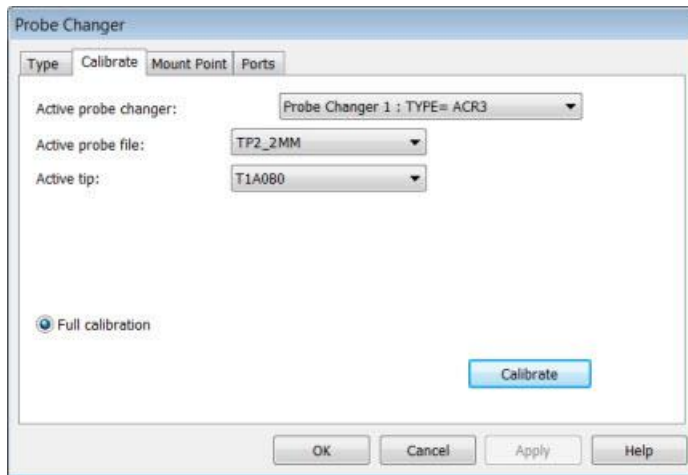 Probe Changer
Type Calibrate Mount Point Ports
Active probe changer: Probe Changer 1 : TYPE= ACR3
Active probe file: TP2_2MM
Active tip: T1A0B0
Full calibration
Calibrate
OK Cancel Apply Help